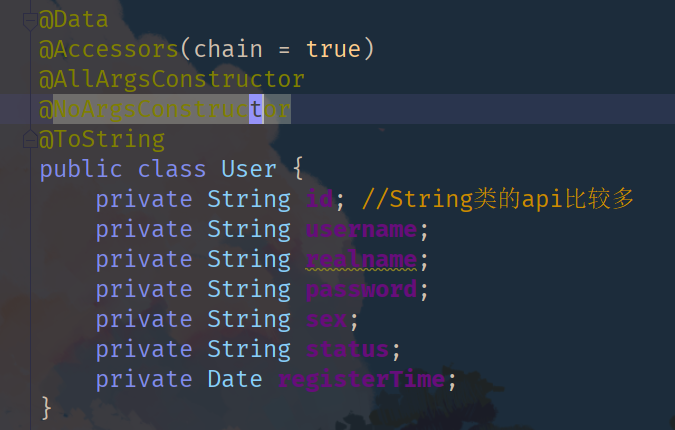 @Data
@Accessors(chain = true)
@AllArgsConstructor
@NoArgsConstructor
@ToString
public class User {
    private String id; //String类的api比较多
    private String username;
    private String realname;
    private String password;
    private String sex;
    private String status;
    private Date registerTime;
}